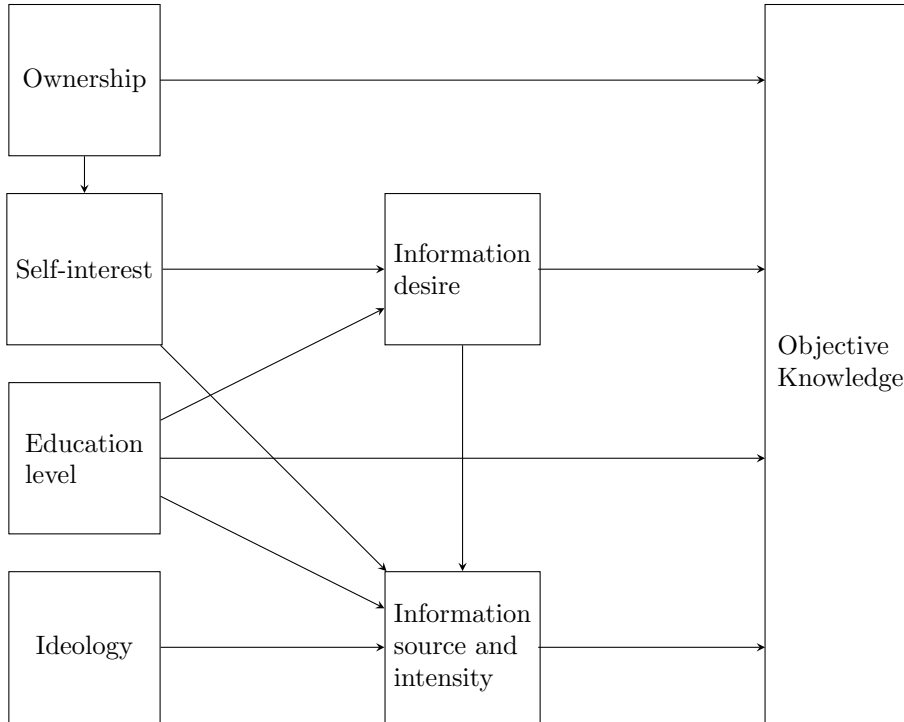 Ownership
Self-interest
Information
desire
Objective
Knowledge
Education
level
Ideology
Information
source and
intensity